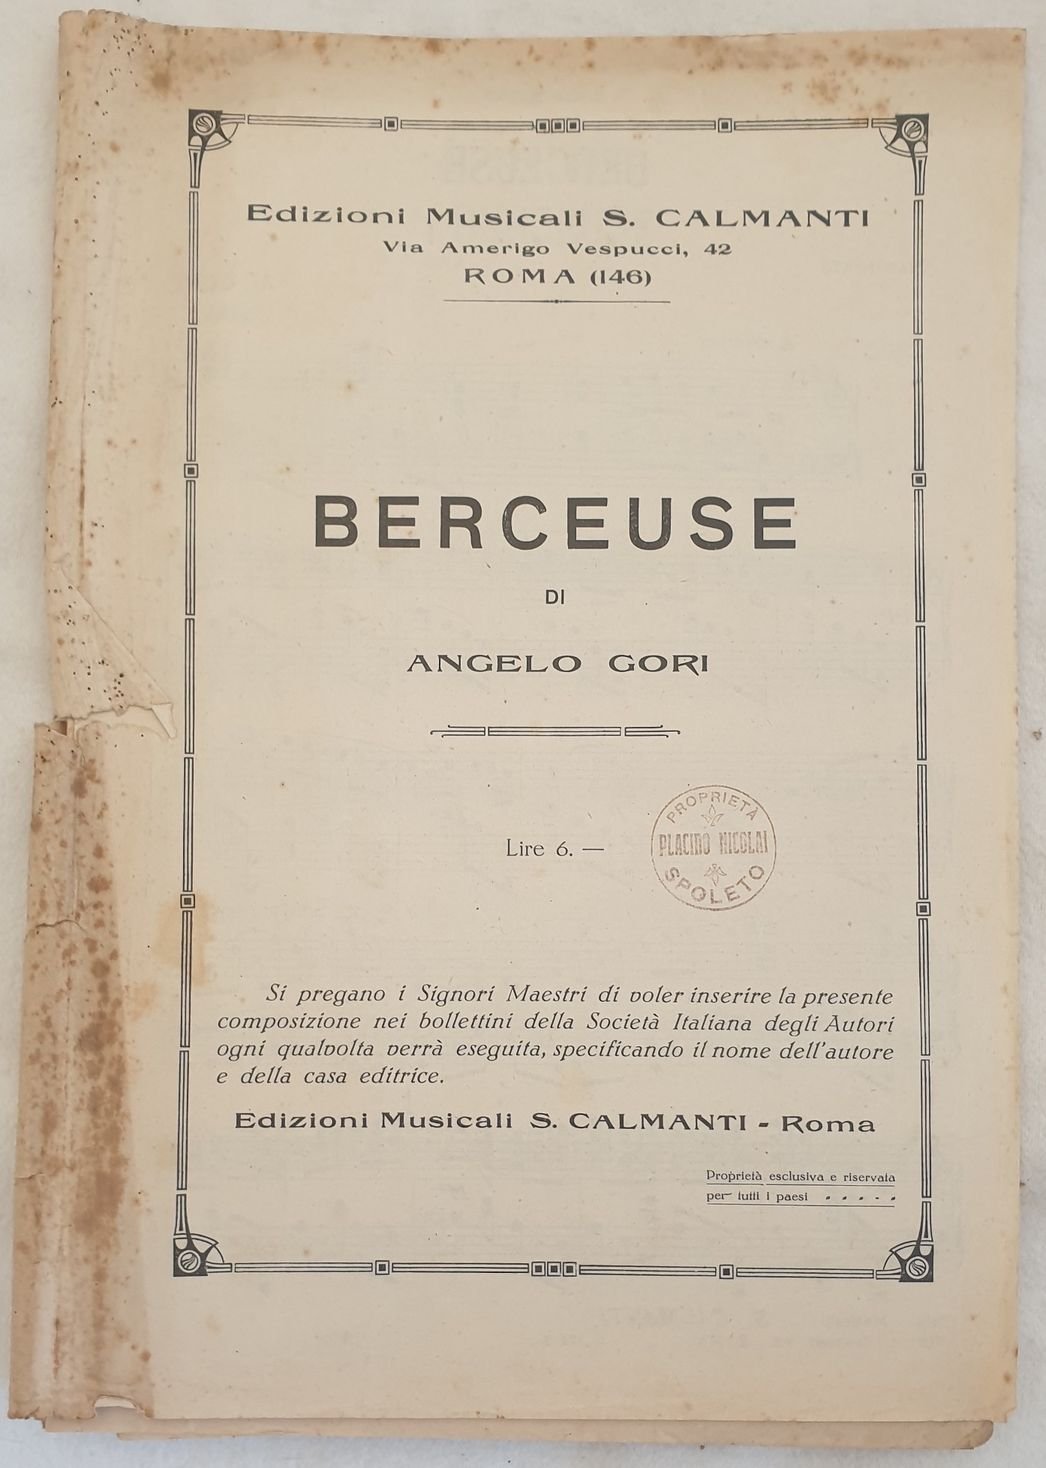 Edizioni Musicali S. CALMANTI
Via Amerigo Vespucci, 42
ROMA (146)
BERCEUSE
DI
ANGELO GORI
Lire 6. —
PROPRIETÀ
PLACIDO NICOLAI
SPOLETO
Si pregano i Signori Maestri di voler inserire la presente
composizione nei bollettini della Società Italiana degli Autori
ogni qualvolta verrà eseguita, specificando il nome dell'autore
e della casa editrice.
Edizioni Musicali S. CALMANTI - Roma
Proprietà esclusiva e riservata
per tutti i paesi . . . . .